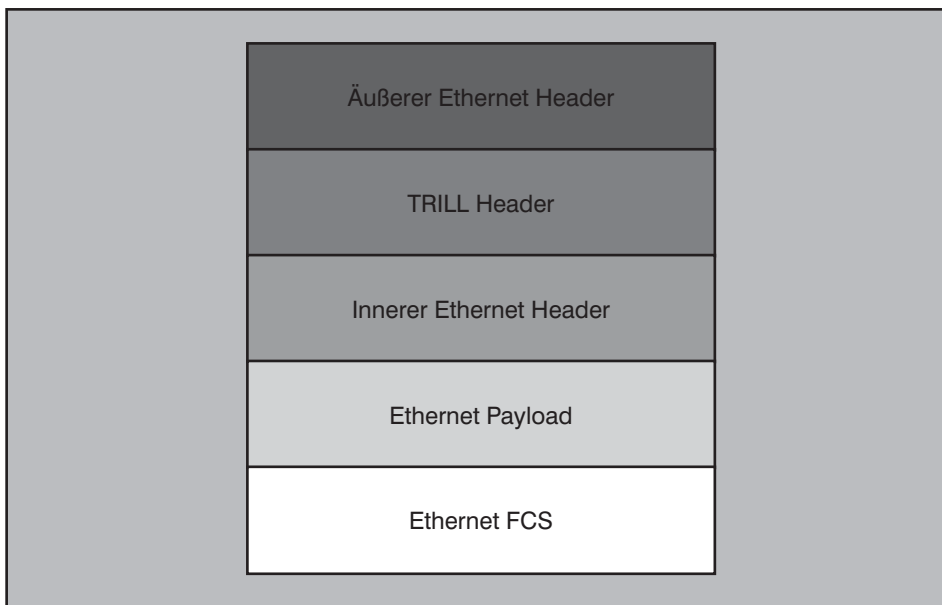 Äußerer Ethernet Header
TRILL Header
Innerer Ethernet Header
Ethernet Payload
Ethernet FCS